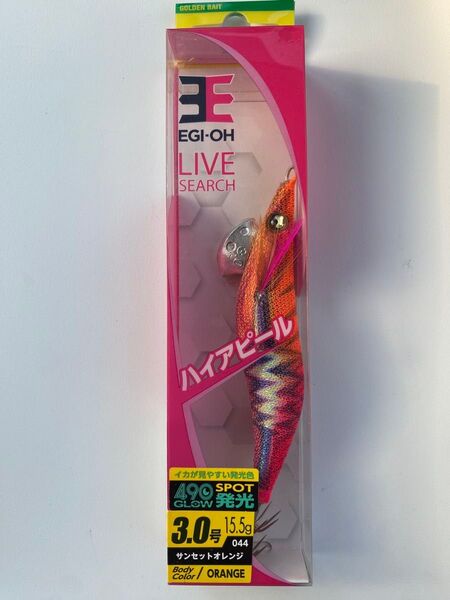 GOLDEN BAIT
EGI-OH
LIVE
SEARCH
ハイアピール
イカが見やすい発光色
490 SPOT
GLOW 発光
3.0号 15.5g
044
サンセットオレンジ
Body Color / ORANGE